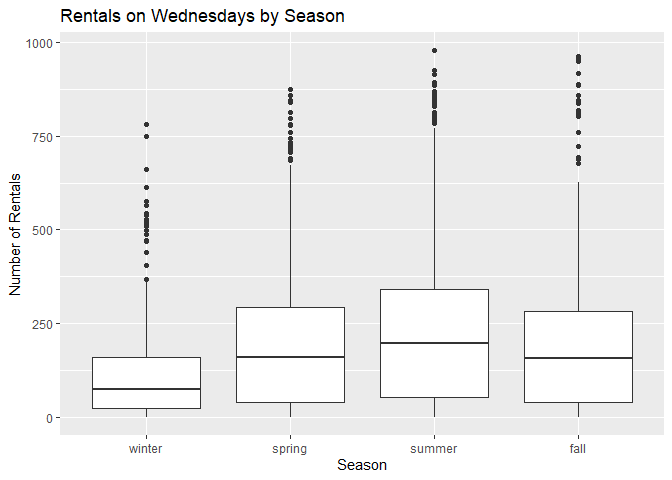 Rentals on Wednesdays by Season
1000
750
500
250
0
Number of Rentals
winter spring summer fall
Season